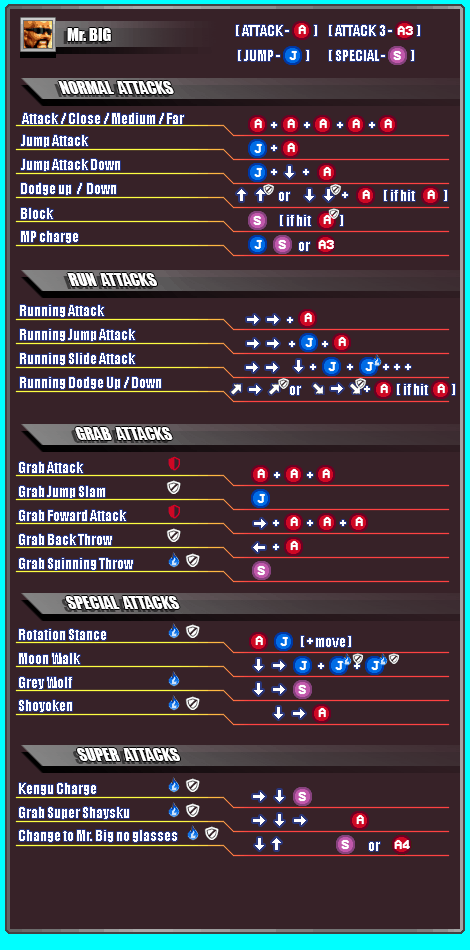 Mr. BIG
[ ATTACK - A ] [ ATTACK 3 - A3 ]
[ JUMP - J ] [ SPECIAL - S ]
NORMAL ATTACKS
Attack / Close / Medium / Far A + A + A + A + A
Jump Attack J + A
Jump Attack Down J + ↓ + A
Dodge up / Down ↑ ↑ or ↓ ↓ + A [ if hit A ]
Block S [ if hit A ]
MP charge J S or A3
RUN ATTACKS
Running Attack → → + A
Running Jump Attack → → + J + A
Running Slide Attack → → ↓ + J + J + + +
Running Dodge Up / Down ↗ → ↗ or ↘ → ↘ + A [ if hit A ]
GRAB ATTACKS
Grab Attack A + A + A
Grab Jump Slam J
Grab Foward Attack → + A + A + A
Grab Back Throw ← + A
Grab Spinning Throw S
SPECIAL ATTACKS
Rotation Stance A J [ + move ]
Moon Walk ↓ → J + J + J
Grey Wolf ↓ → S
Shoyoken ↓ → A
SUPER ATTACKS
Kengu Charge → ↓ S
Grab Super Shaysku → ↓ → A
Change to Mr. Big no glasses ↓ ↑ S or A4